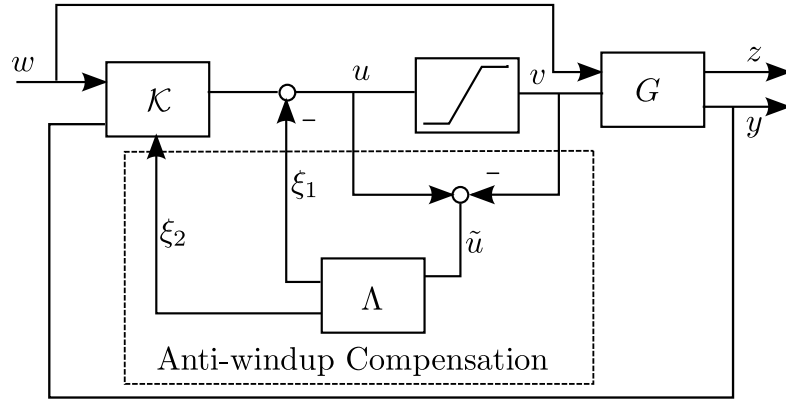 w
𝒦
u
v
G
z
y
-
-
ξ₁
ξ₂
ũ
Λ
Anti-windup Compensation